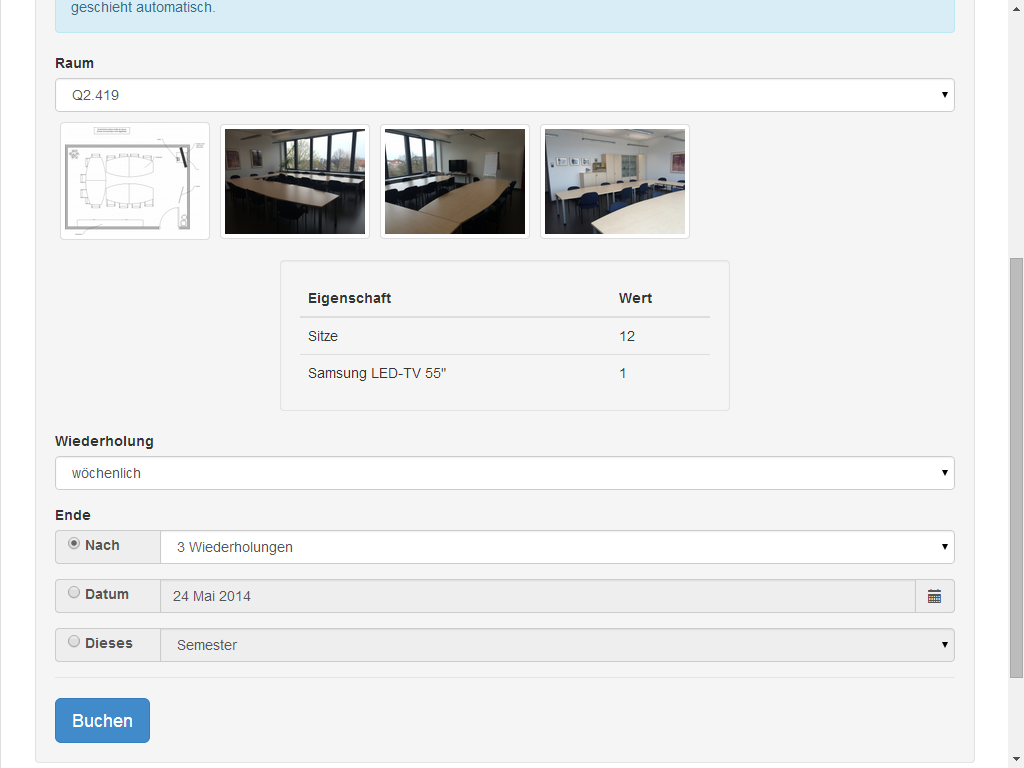 geschieht automatisch.
Raum
Q2.419
Eigenschaft Wert
Sitze 12
Samsung LED-TV 55"  1
Wiederholung
wöchenlich
Ende
Nach 3 Wiederholungen
Datum 24 Mai 2014
Dieses Semester
Buchen